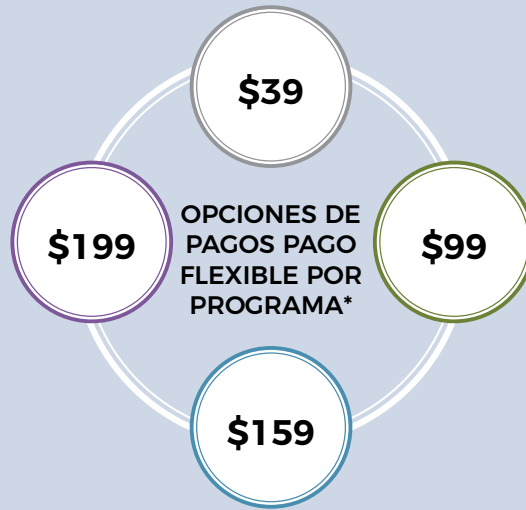 $39
$199
OPCIONES DE
PAGOS PAGO
FLEXIBLE POR
PROGRAMA*
$99
$159